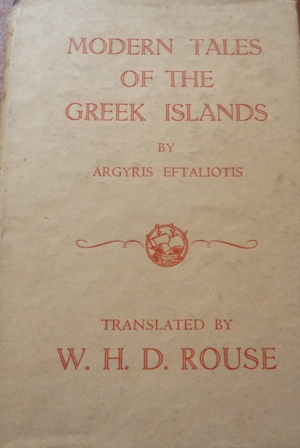 MODERN TALES
OF THE
GREEK ISLANDS
BY
ARGYRIS EFTALIOTIS
TRANSLATED BY
W. H. D. ROUSE